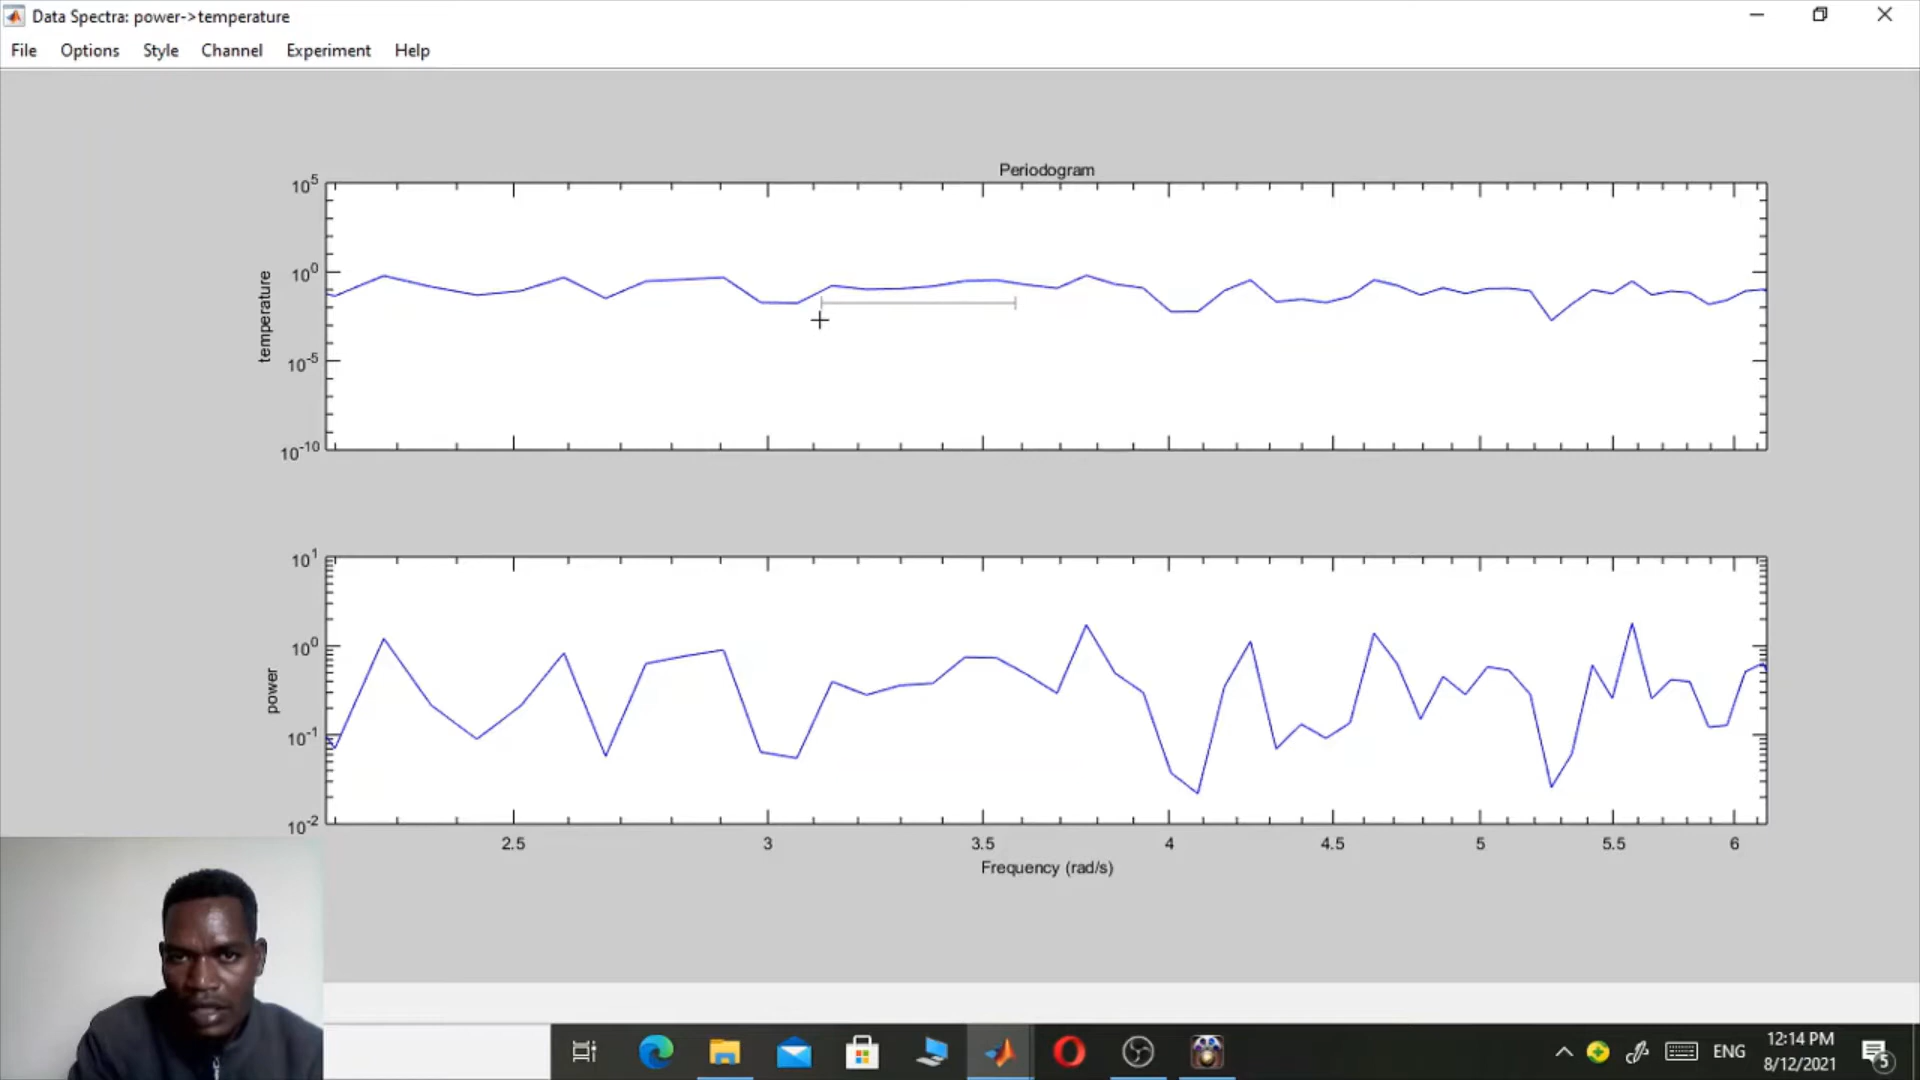 Data Spectra: power->temperature
File Options Style Channel Experiment Help
Periodogram
10^5
10^0
10^-5
10^-10
temperature
10^1
10^0
10^-1
10^-2
power
2.5 3 3.5 4 4.5 5 5.5 6
Frequency (rad/s)
ENG
12:14 PM
8/12/2021
5